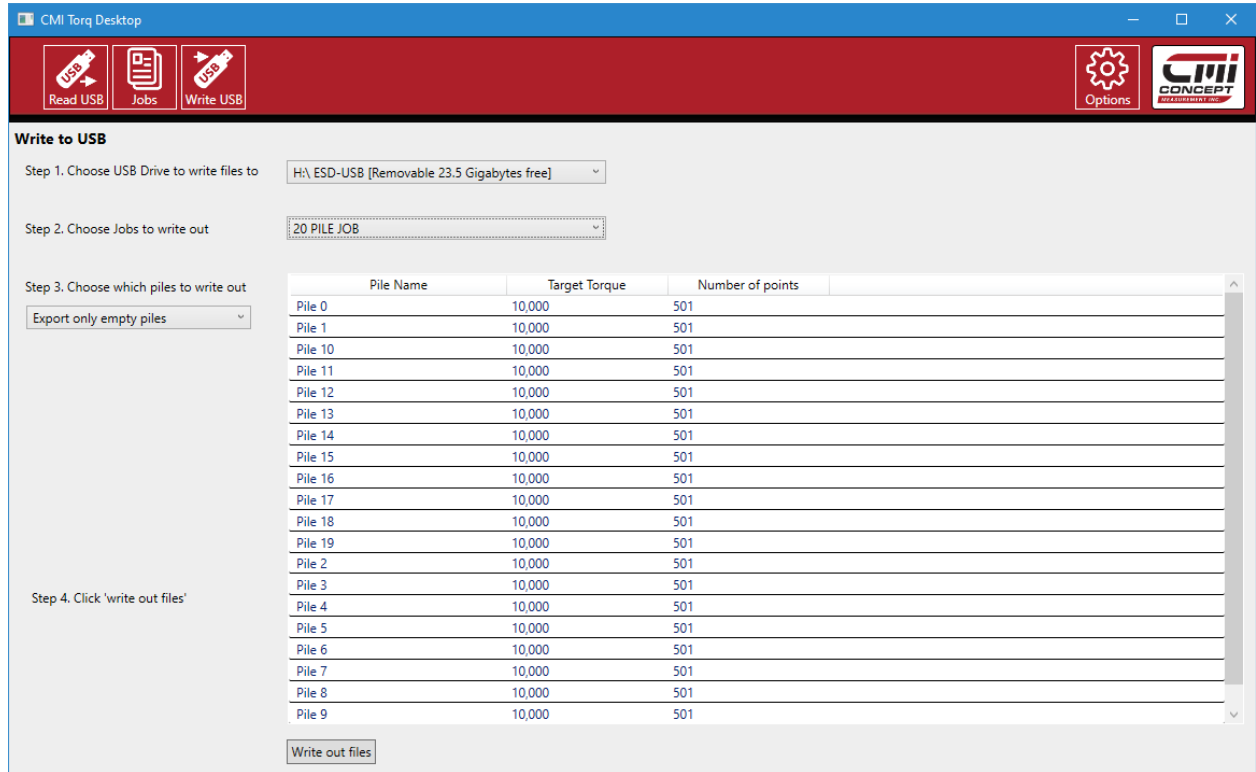 CMI Torq Desktop
USB USB
Read USB Jobs Write USB Options
CMI
CONCEPT
MEASUREMENT INC.
Write to USB
Step 1. Choose USB Drive to write files to H:\ ESD-USB [Removable 23.5 Gigabytes free]
Step 2. Choose Jobs to write out 20 PILE JOB
Step 3. Choose which piles to write out
Export only empty piles
Pile Name Target Torque Number of points
Pile 0 10,000 501
Pile 1 10,000 501
Pile 10 10,000 501
Pile 11 10,000 501
Pile 12 10,000 501
Pile 13 10,000 501
Pile 14 10,000 501
Pile 15 10,000 501
Pile 16 10,000 501
Pile 17 10,000 501
Pile 18 10,000 501
Pile 19 10,000 501
Pile 2 10,000 501
Pile 3 10,000 501
Pile 4 10,000 501
Pile 5 10,000 501
Pile 6 10,000 501
Pile 7 10,000 501
Pile 8 10,000 501
Pile 9 10,000 501
Step 4. Click 'write out files'
Write out files